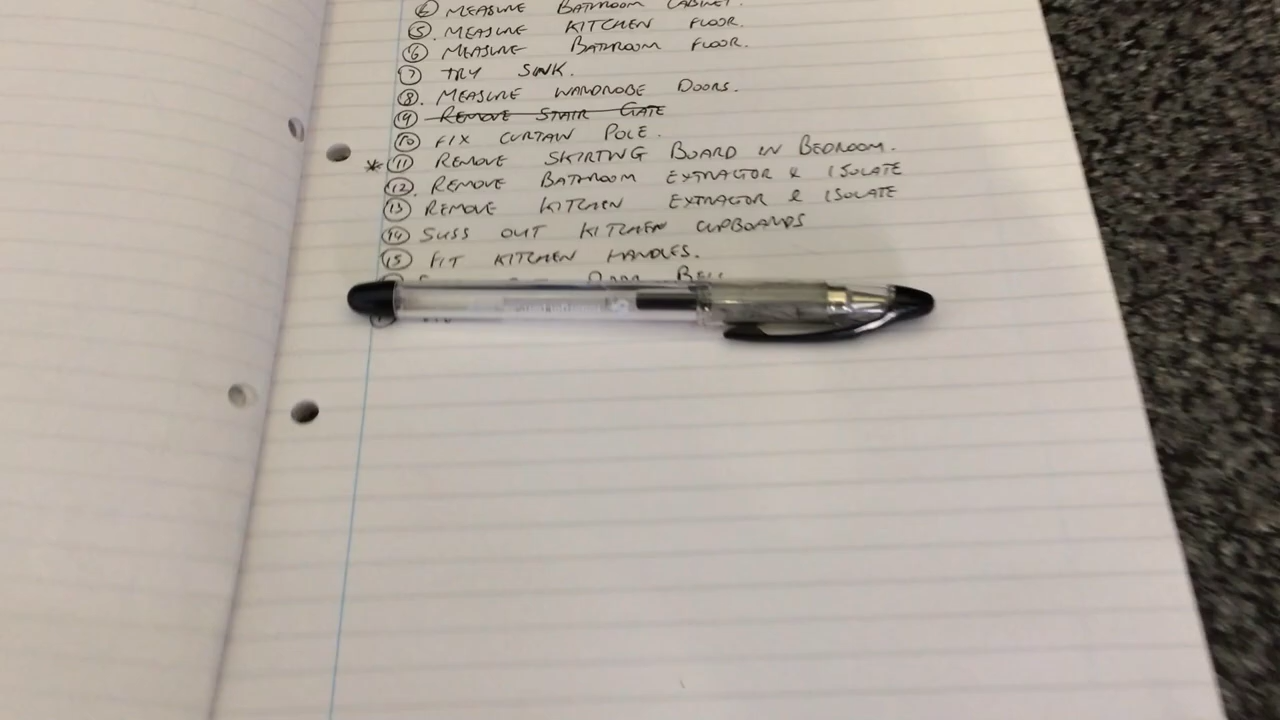 MEASURE BATHROOM CABINET.
5. MEASURE KITCHEN FLOOR.
6 MEASURE BATHROOM FLOOR.
7 TRY SINK.
8. MEASURE WARDROBE DOORS.
9 REMOVE STAIR GATE
10 FIX CURTAIN POLE.
* 11 REMOVE SKIRTING BOARD IN BEDROOM.
12. REMOVE BATHROOM EXTRACTOR & ISOLATE
13 REMOVE KITCHEN EXTRACTOR & ISOLATE
14 SUSS OUT KITCHEN CUPBOARDS
15 FIT KITCHEN HANDLES.
DOOR BELL